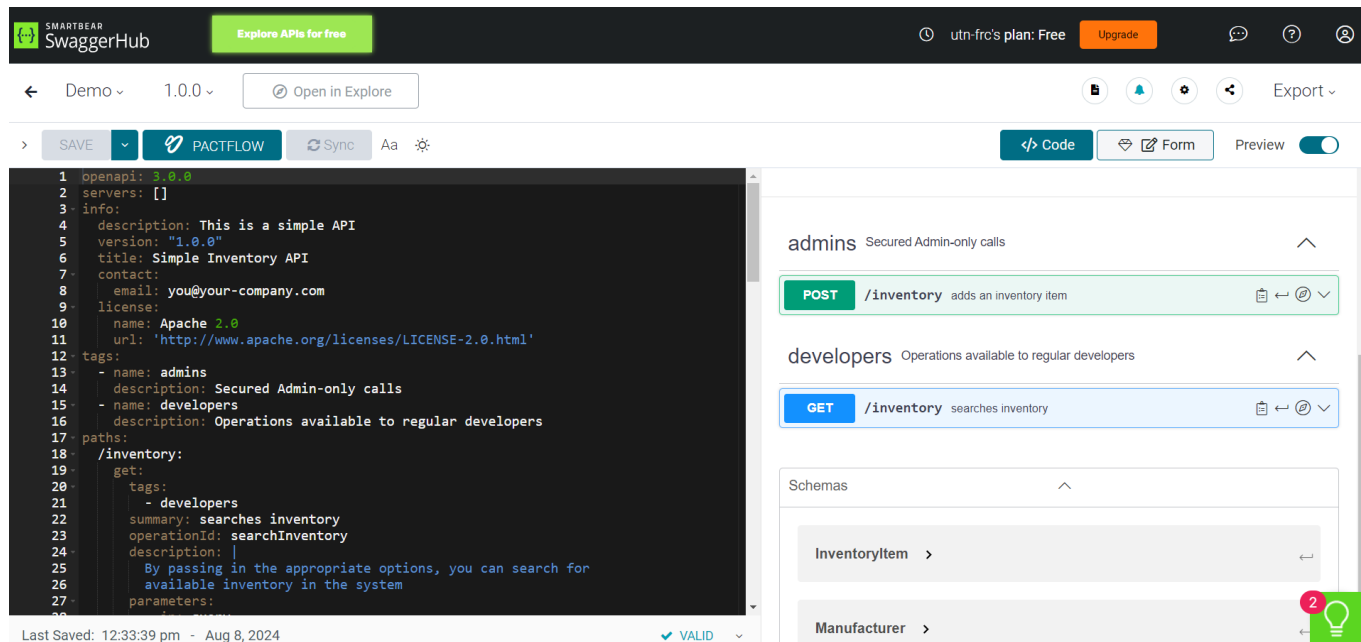 SMARTBEAR
SwaggerHub
Explore APIs for free
utn-frc's plan: Free
Upgrade
Demo
1.0.0
Open in Explore
Export
SAVE
PACTFLOW
Sync
Aa
</> Code
Form
Preview
1 openapi: 3.0.0
2 servers: []
3 info:
4 description: This is a simple API
5 version: "1.0.0"
6 title: Simple Inventory API
7 contact:
8 email: you@your-company.com
9 license:
10 name: Apache 2.0
11 url: 'http://www.apache.org/licenses/LICENSE-2.0.html'
12 tags:
13 - name: admins
14 description: Secured Admin-only calls
15 - name: developers
16 description: Operations available to regular developers
17 paths:
18 /inventory:
19 get:
20 tags:
21 - developers
22 summary: searches inventory
23 operationId: searchInventory
24 description: |
25 By passing in the appropriate options, you can search for
26 available inventory in the system
27 parameters:
Last Saved: 12:33:39 pm - Aug 8, 2024
VALID
admins Secured Admin-only calls
POST /inventory adds an inventory item
developers Operations available to regular developers
GET /inventory searches inventory
Schemas
InventoryItem >
Manufacturer >
2